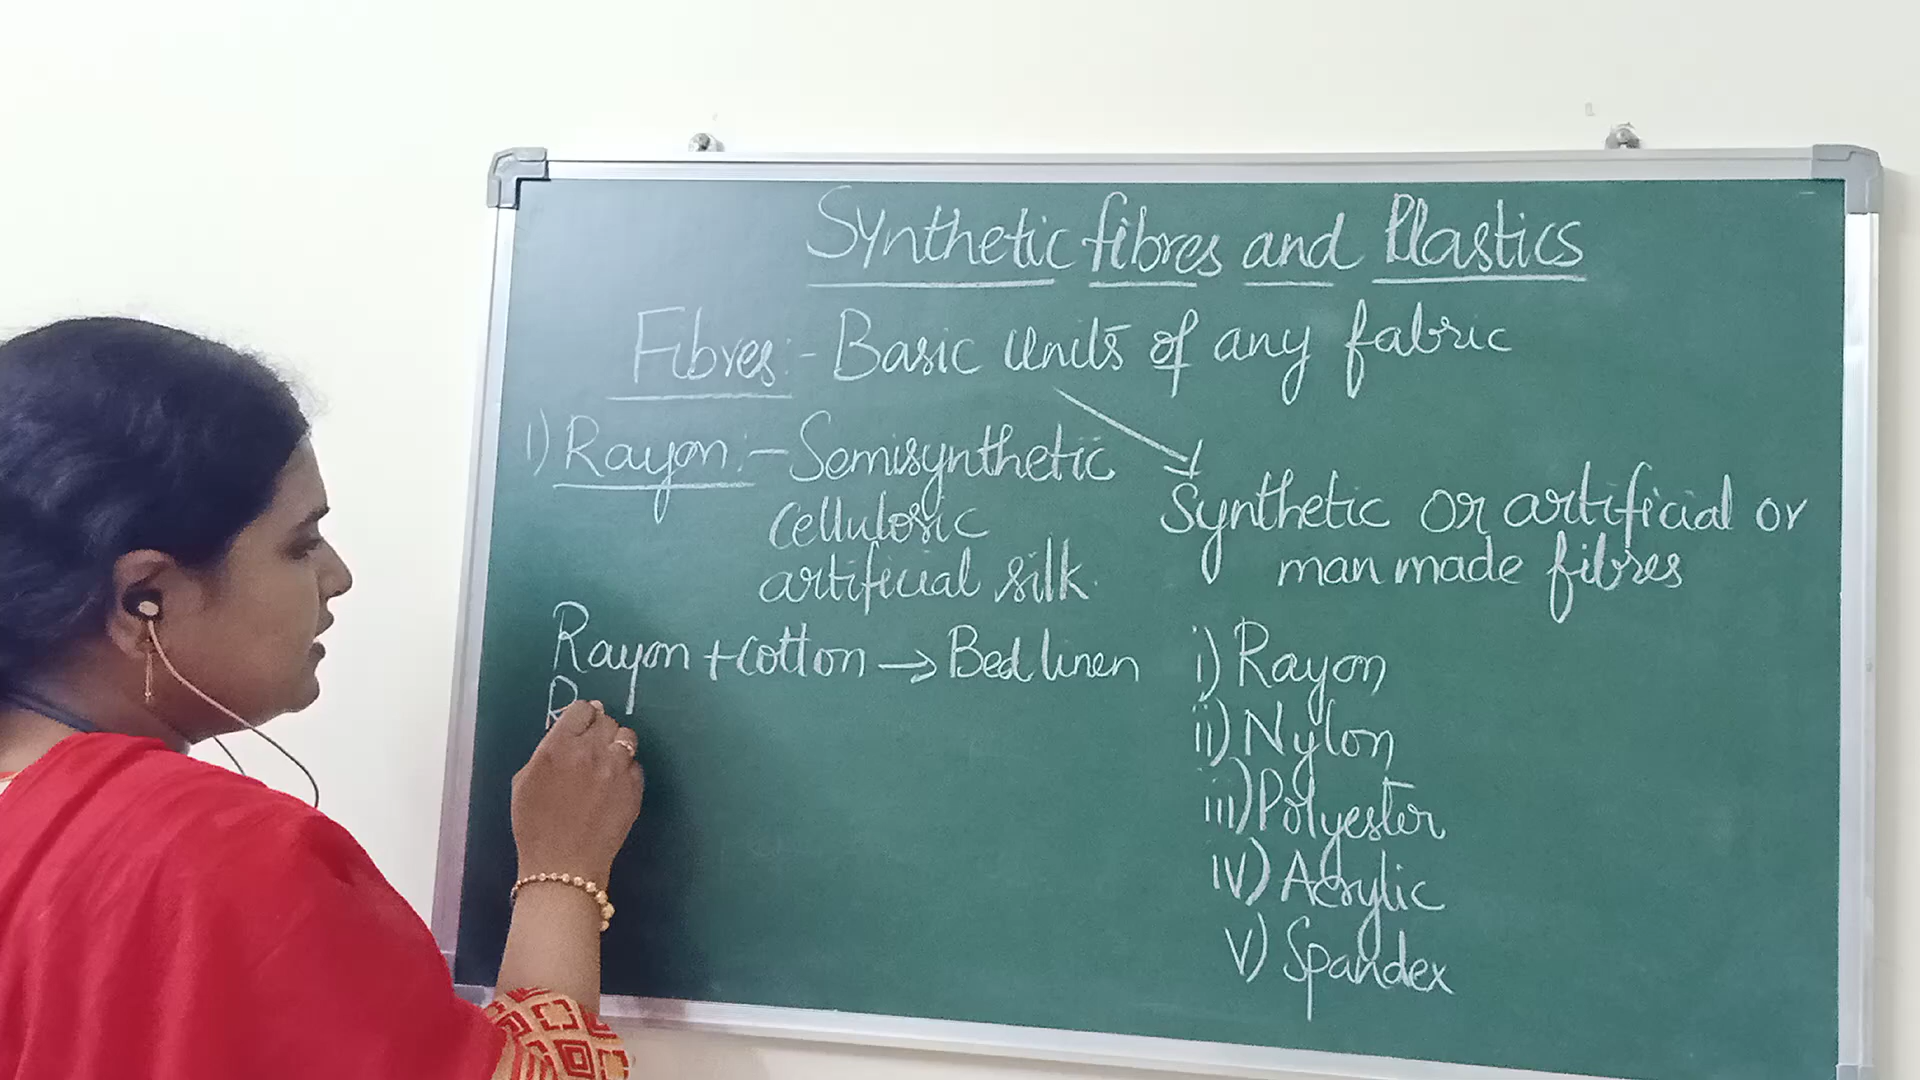 Synthetic fibres and Plastics
Fibres:- Basic units of any fabric
1) Rayon:- Semisynthetic
cellulosic
artificial silk.
Rayon + cotton → Bed linen
R
Synthetic or artificial or
man made fibres
i) Rayon
ii) Nylon
iii) Polyester
iv) Acrylic
v) Spandex